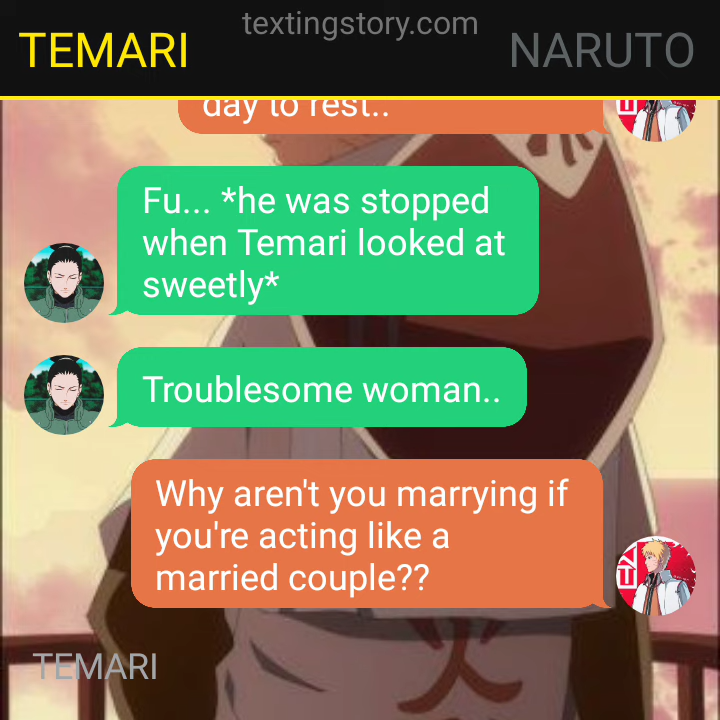 textingstory.com
TEMARI
NARUTO
day to rest..
Fu... *he was stopped
when Temari looked at
sweetly*
Troublesome woman..
Why aren't you marrying if
you're acting like a
married couple??
TEMARI
火